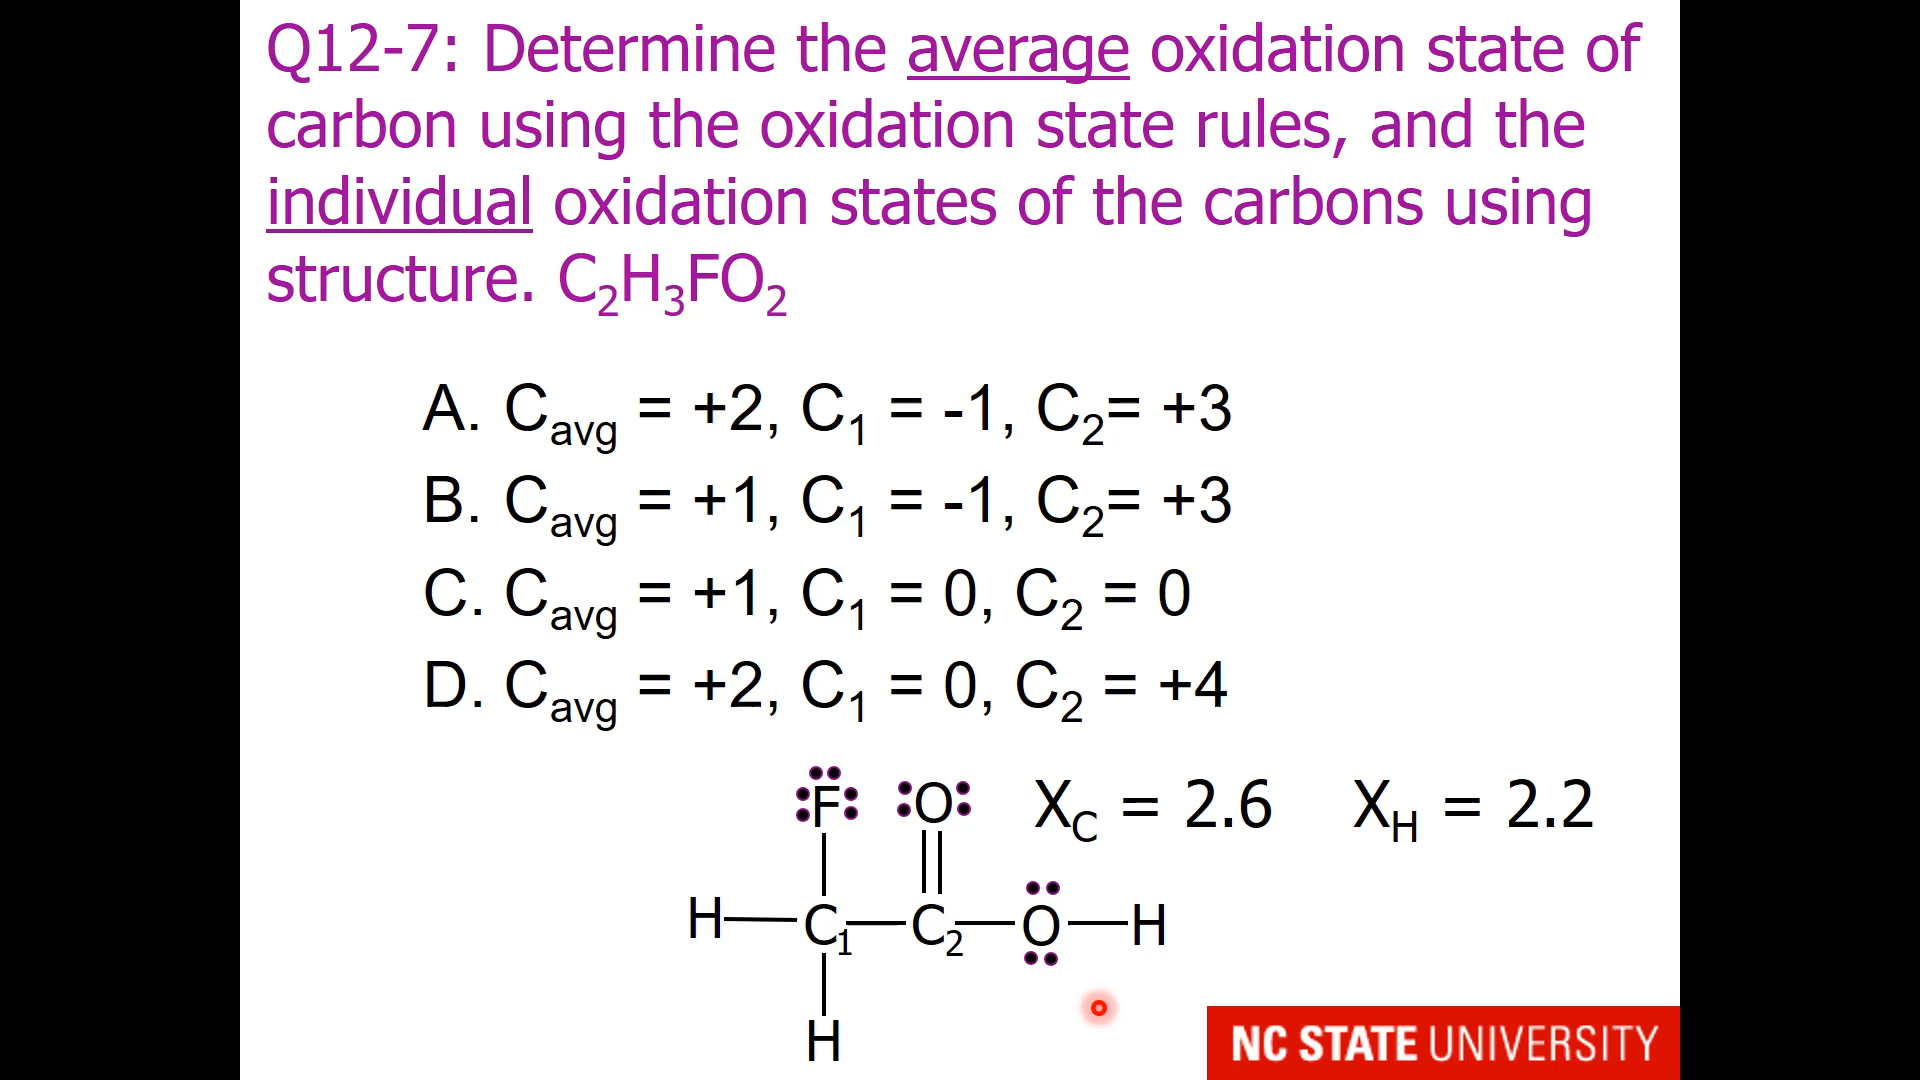 Q12-7: Determine the average oxidation state of
carbon using the oxidation state rules, and the
individual oxidation states of the carbons using
structure. C₂H₃FO₂
A. Cavg = +2, C₁ = -1, C₂= +3
B. Cavg = +1, C₁ = -1, C₂= +3
C. Cavg = +1, C₁ = 0, C₂ = 0
D. Cavg = +2, C₁ = 0, C₂ = +4
F O XC = 2.6 XH = 2.2
H C₁ C₂ O H
H
NC STATE UNIVERSITY